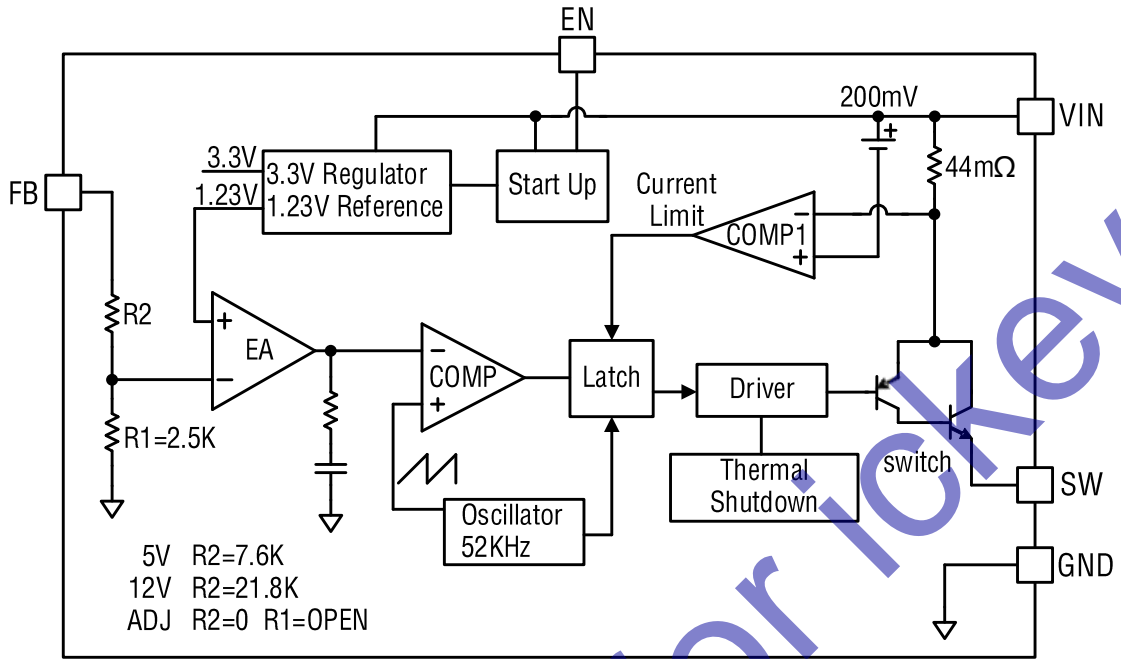 EN
200mV
VIN
3.3V
3.3V Regulator
1.23V Reference
1.23V
Start Up
44mΩ
FB
Current
Limit
COMP1
−
+
+
R2
+
EA
−
−
COMP
+
Latch
Driver
R1=2.5K
switch
Thermal
Shutdown
SW
Oscillator
52KHz
5V R2=7.6K
12V R2=21.8K
ADJ R2=0 R1=OPEN
GND
or ickey